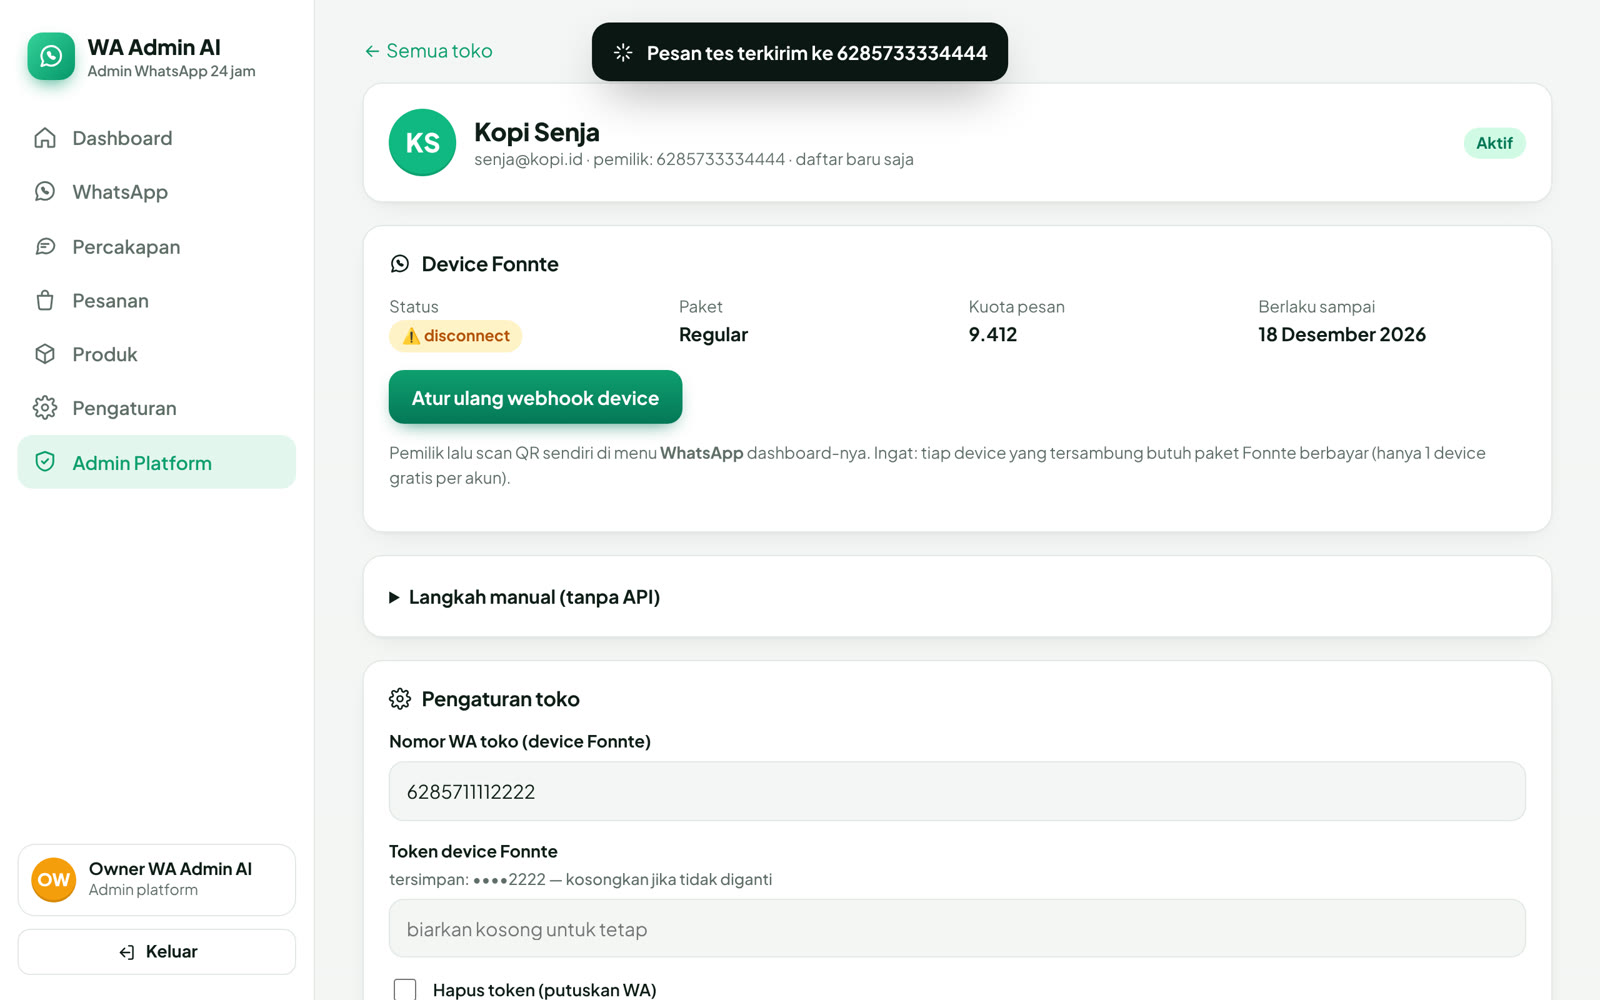 WA Admin AI
Admin WhatsApp 24 jam
Dashboard
WhatsApp
Percakapan
Pesanan
Produk
Pengaturan
Admin Platform
OW
Owner WA Admin AI
Admin platform
Keluar
← Semua toko
Pesan tes terkirim ke 6285733334444
KS
Kopi Senja
senja@kopi.id · pemilik: 6285733334444 · daftar baru saja
Aktif
Device Fonnte
Status
Paket
Kuota pesan
Berlaku sampai
⚠️ disconnect
Regular
9.412
18 Desember 2026
Atur ulang webhook device
Pemilik lalu scan QR sendiri di menu WhatsApp dashboard-nya. Ingat: tiap device yang tersambung butuh paket Fonnte berbayar (hanya 1 device
gratis per akun).
▶ Langkah manual (tanpa API)
Pengaturan toko
Nomor WA toko (device Fonnte)
6285711112222
Token device Fonnte
tersimpan: ••••2222 — kosongkan jika tidak diganti
biarkan kosong untuk tetap
Hapus token (putuskan WA)